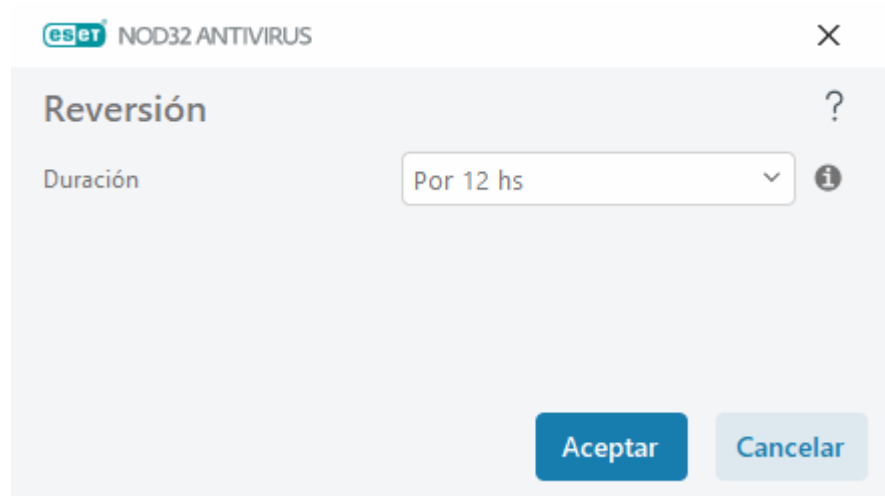 eset NOD32 ANTIVIRUS
Reversión
?
Duración
Por 12 hs
Aceptar
Cancelar